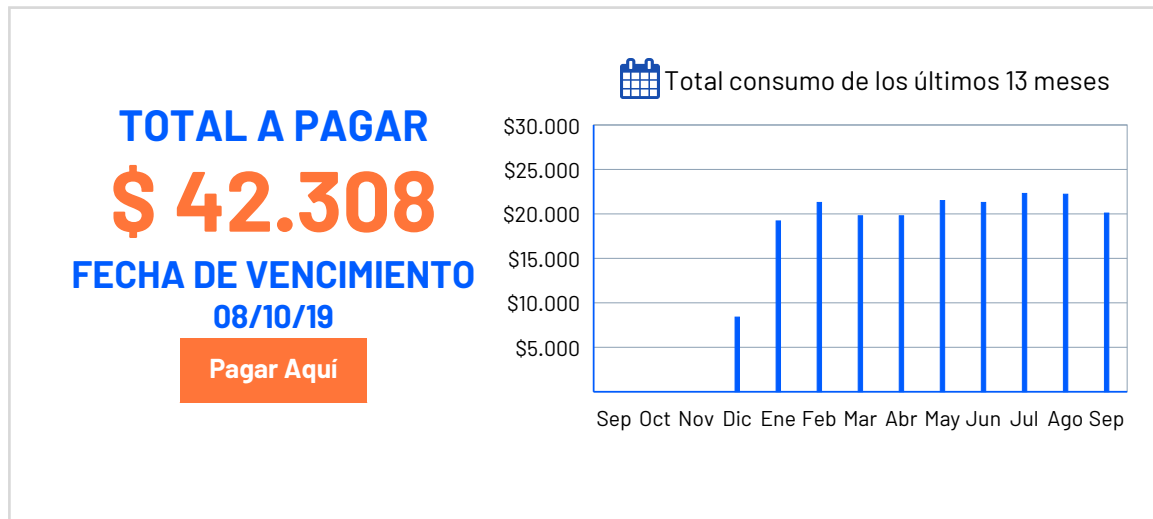 TOTAL A PAGAR
$ 42.308
FECHA DE VENCIMIENTO
08/10/19
Pagar Aquí
Total consumo de los últimos 13 meses
$30.000
$25.000
$20.000
$15.000
$10.000
$5.000
Sep Oct Nov Dic Ene Feb Mar Abr May Jun Jul Ago Sep